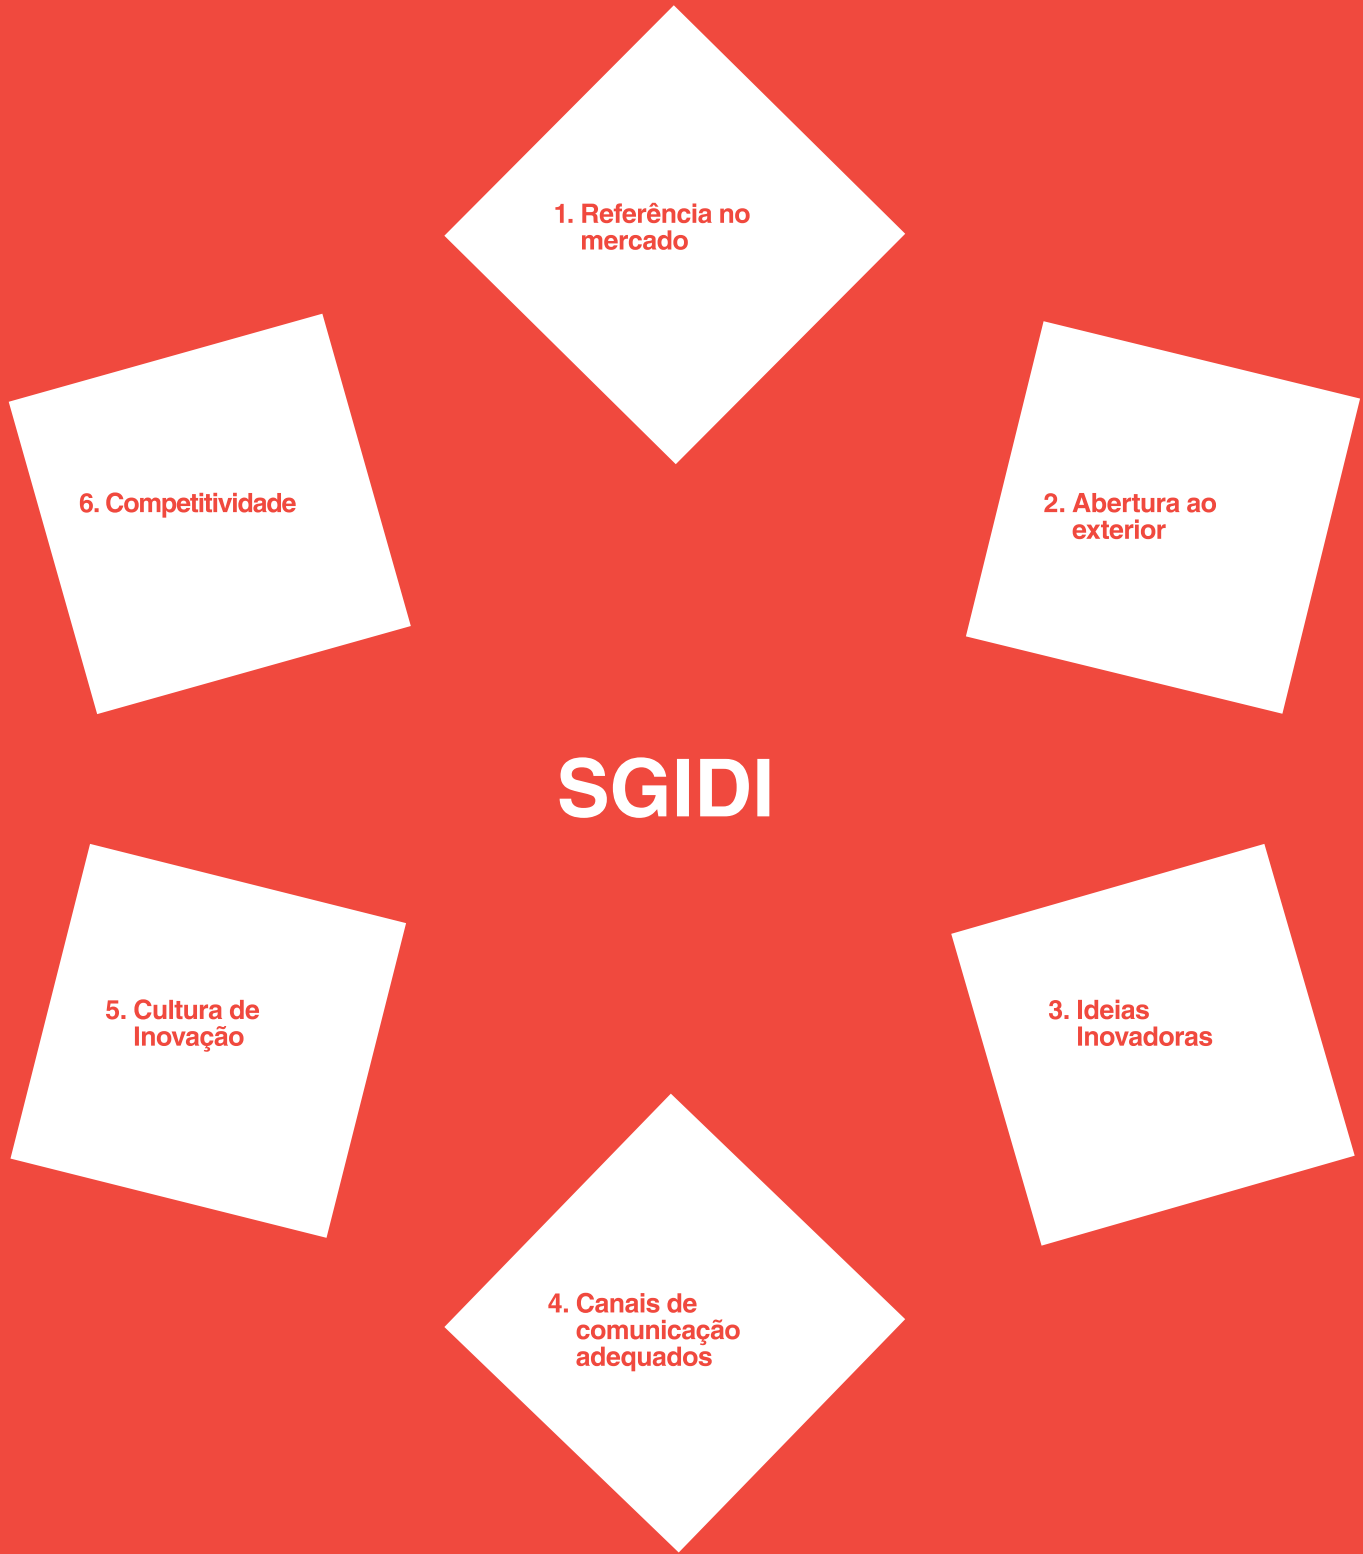 1. Referência no
mercado
2. Abertura ao
exterior
3. Ideias
Inovadoras
4. Canais de
comunicação
adequados
5. Cultura de
Inovação
6. Competitividade
SGIDI